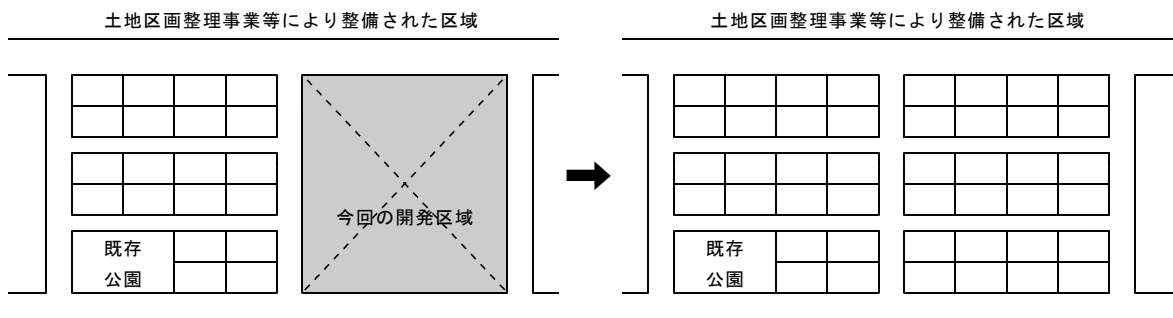 土地区画整理事業等により整備された区域
土地区画整理事業等により整備された区域
今回の開発区域
既存
公園
既存
公園